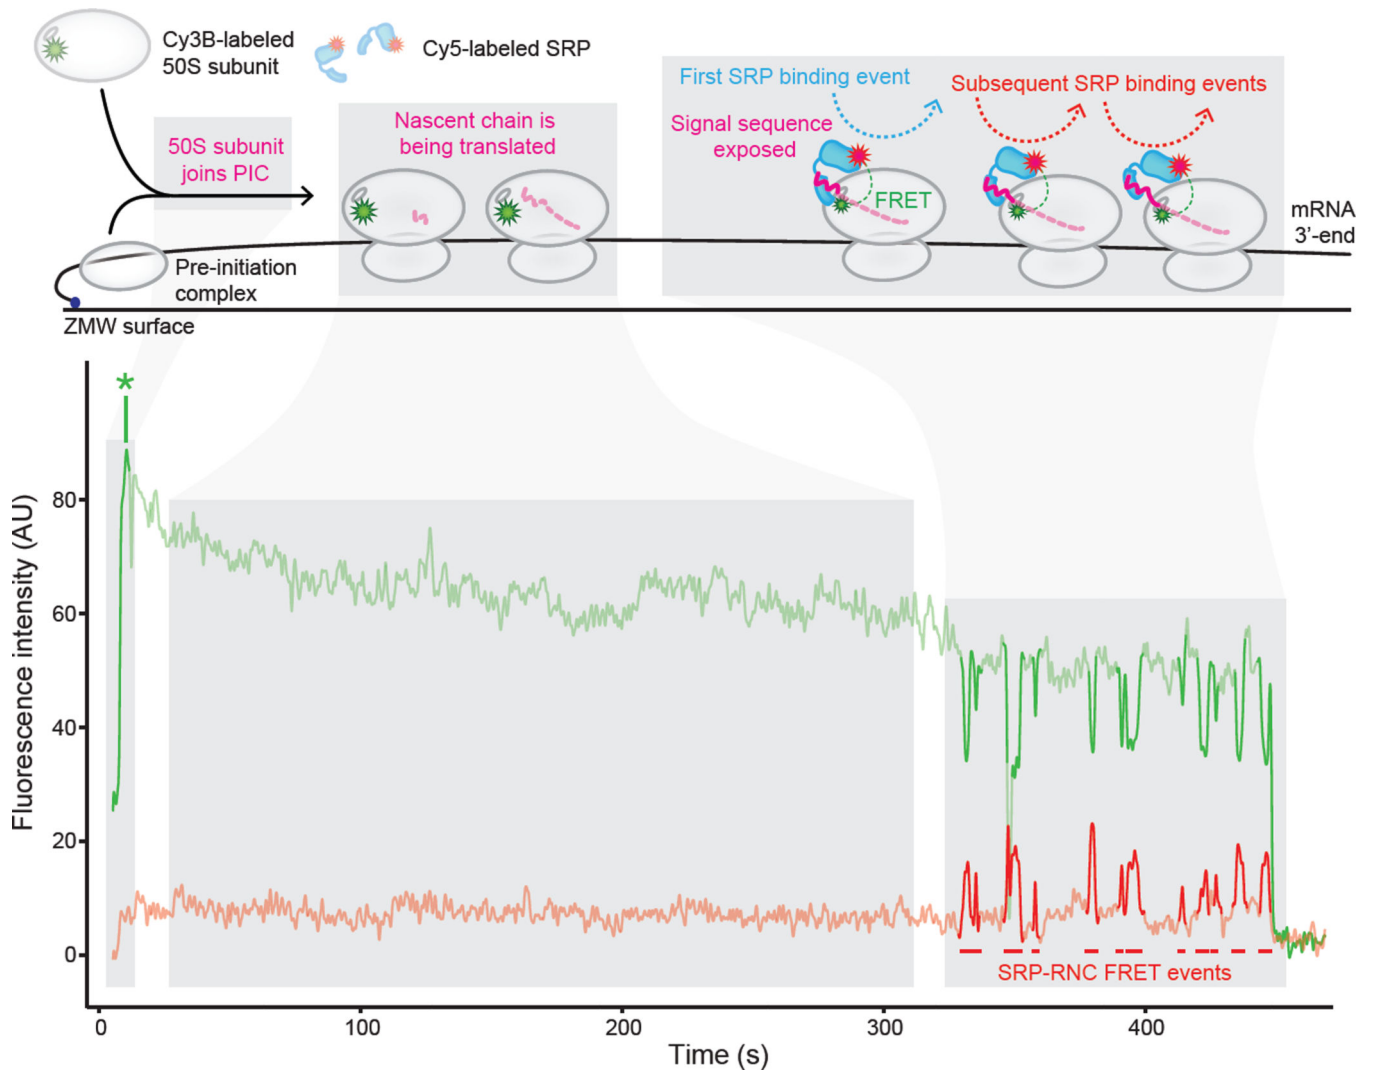 Cy3B-labeled
50S subunit
Cy5-labeled SRP
50S subunit
joins PIC
Nascent chain is
being translated
First SRP binding event
Subsequent SRP binding events
Signal sequence
exposed
FRET
mRNA
3'-end
Pre-initiation
complex
ZMW surface
*
Fluorescence intensity (AU)
80
60
40
20
0
SRP-RNC FRET events
0
100
200
300
400
Time (s)